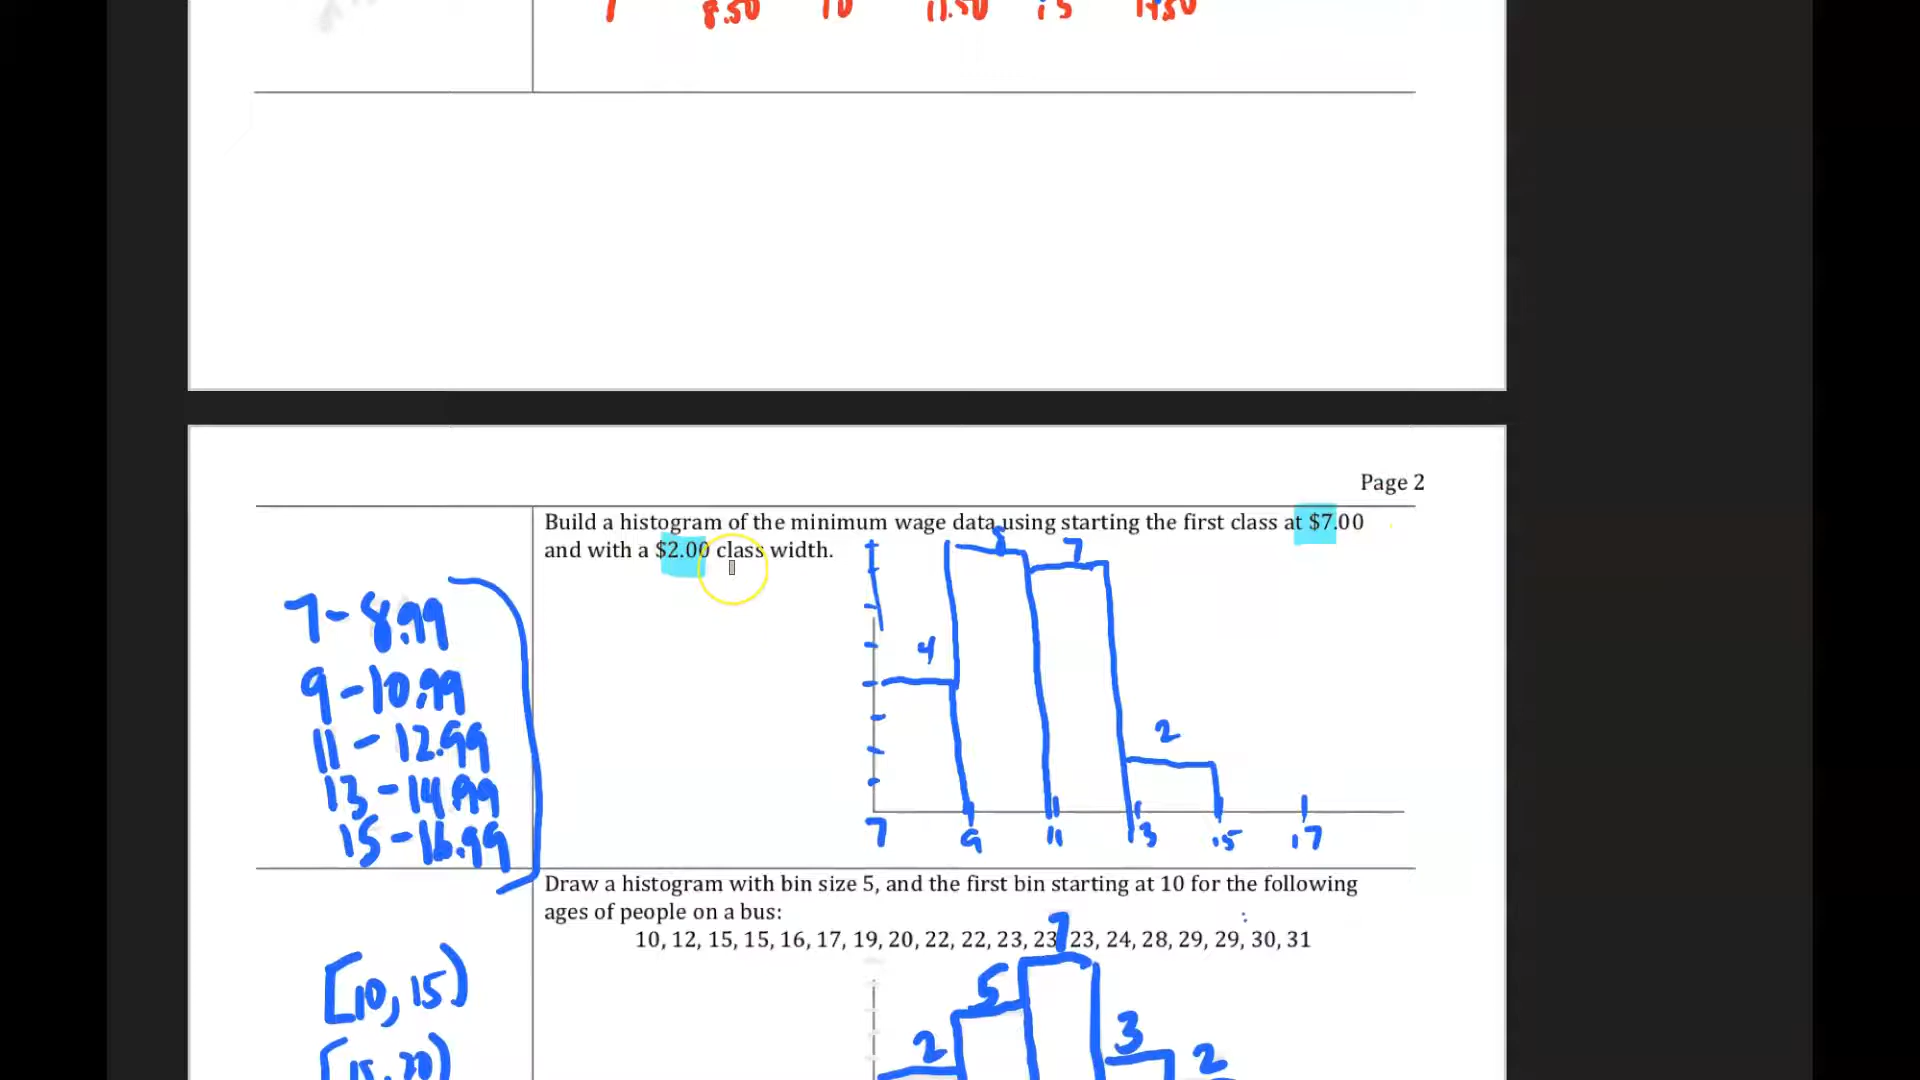 8.50 10 11.50 15 17.50
Page 2
Build a histogram of the minimum wage data using starting the first class at $7.00
and with a $2.00 class width.
7-8.99
9-10.99
11-12.99
13-14.99
15-16.99
8
7
4
2
7 9 11 13 15 17
Draw a histogram with bin size 5, and the first bin starting at 10 for the following
ages of people on a bus:
10, 12, 15, 15, 16, 17, 19, 20, 22, 22, 23, 23, 23, 24, 28, 29, 29, 30, 31
[10,15)
[15,20)
7
5
2
3
2